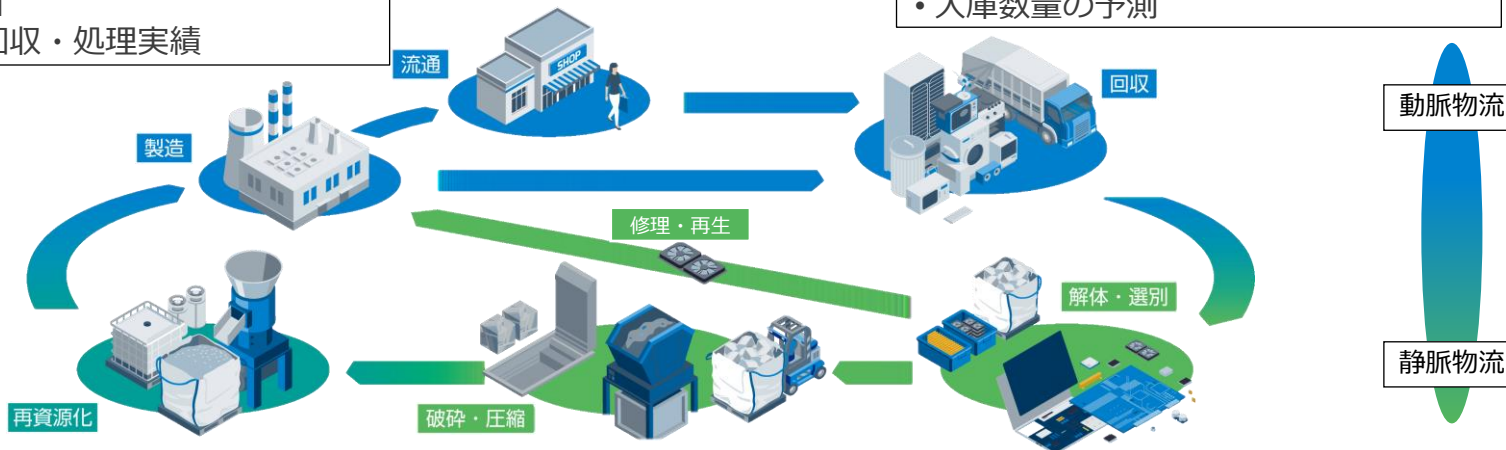 回収・処理実績
・入庫数量の予測
流通
SHOP
回収
動脈物流
製造
修理・再生
解体・選別
静脈物流
再資源化
破砕・圧縮